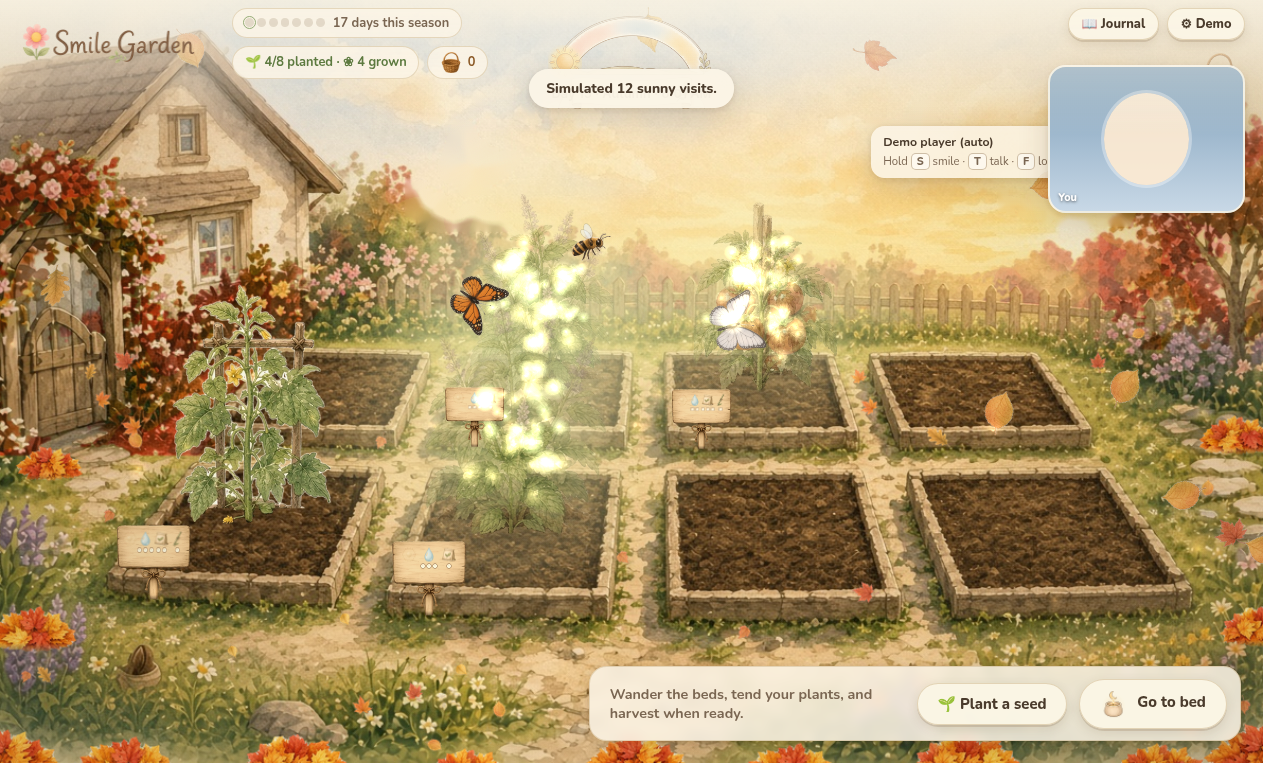 Smile Garden
17 days this season
4/8 planted · 4 grown
0
Simulated 12 sunny visits.
Journal
Demo
Demo player (auto)
Hold S smile · T talk · F lo
You
Wander the beds, tend your plants, and
harvest when ready.
Plant a seed
Go to bed